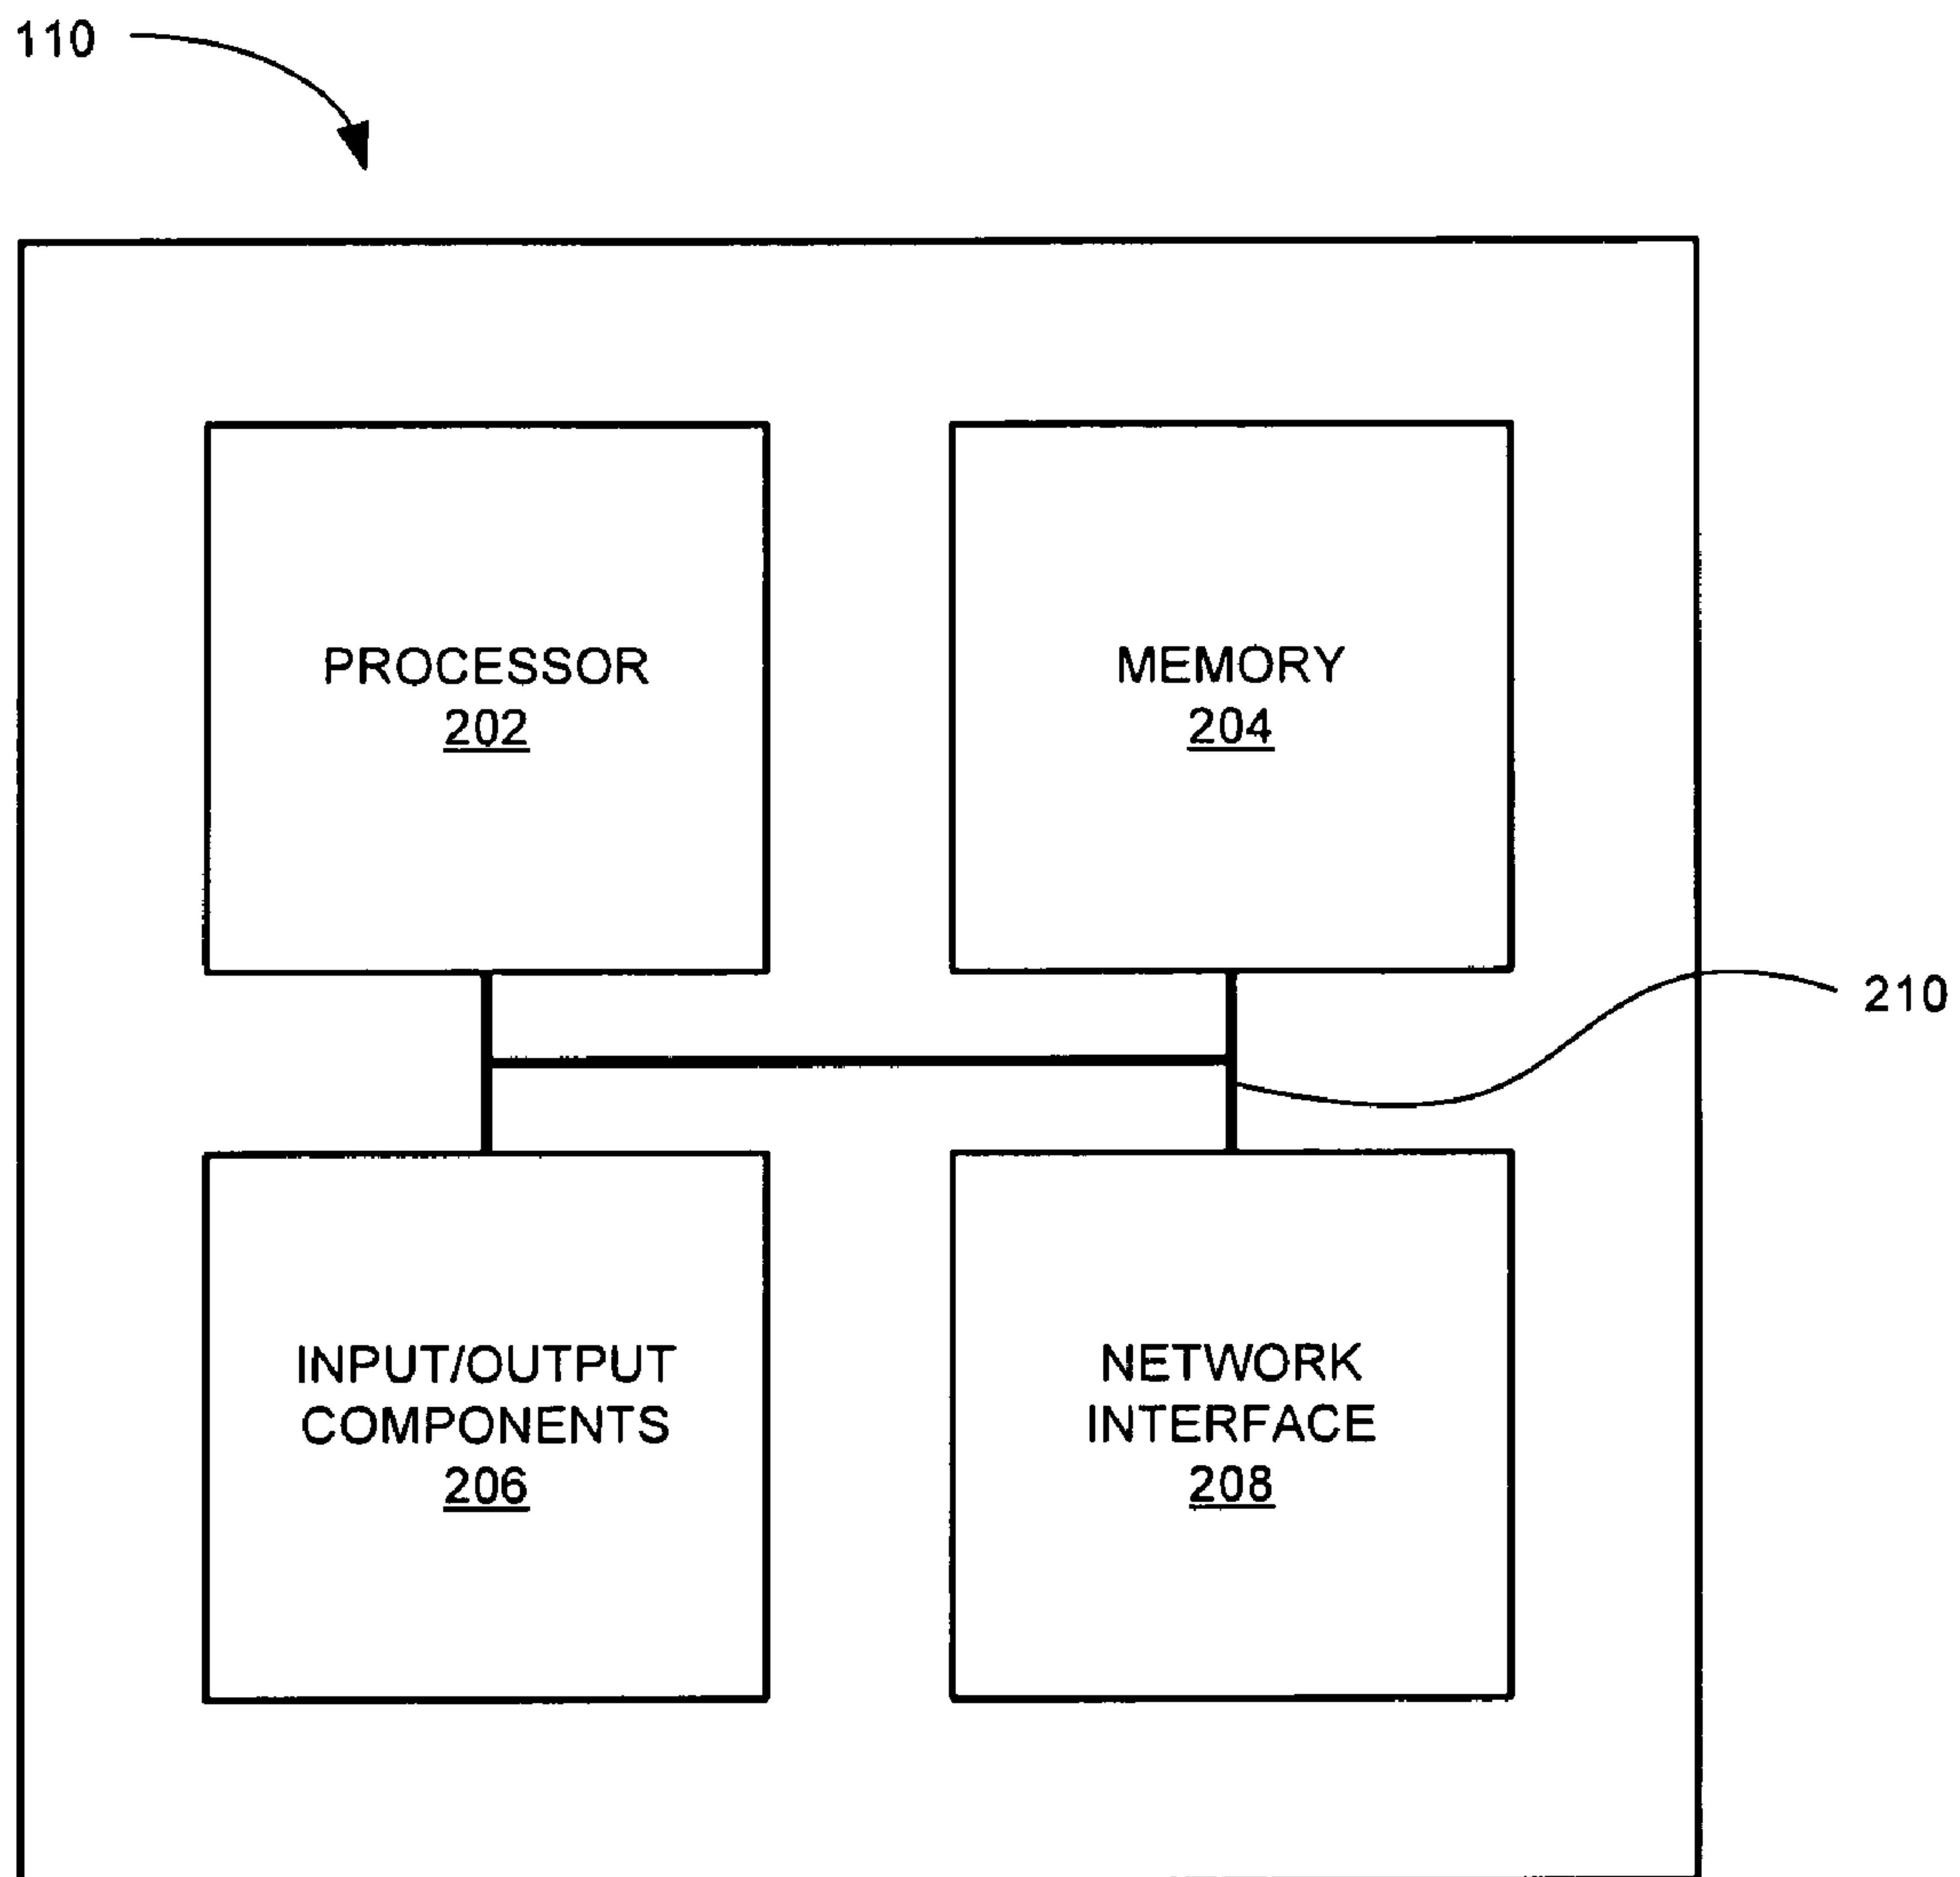 110
PROCESSOR
202
MEMORY
204
210
INPUT/OUTPUT
COMPONENTS
206
NETWORK
INTERFACE
208